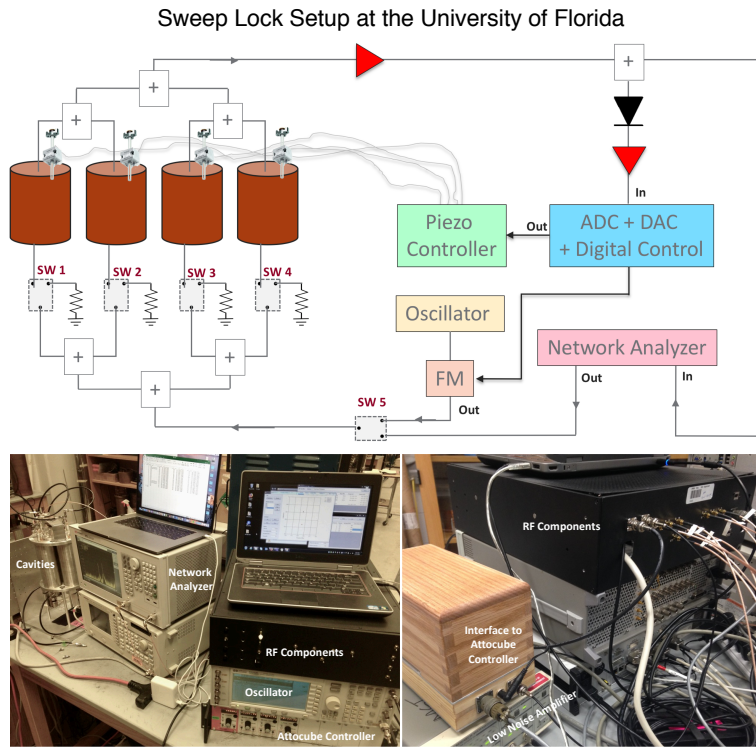 Sweep Lock Setup at the University of Florida
+
+
+
+
In
Piezo
Controller
Out
ADC + DAC
+ Digital Control
SW 1
SW 2
SW 3
SW 4
Oscillator
Network Analyzer
+
+
FM
Out
In
+
SW 5
Out
Cavities
Network
Analyzer
RF Components
Oscillator
Attocube Controller
RF Components
Interface to
Attocube
Controller
Low Noise Amplifier